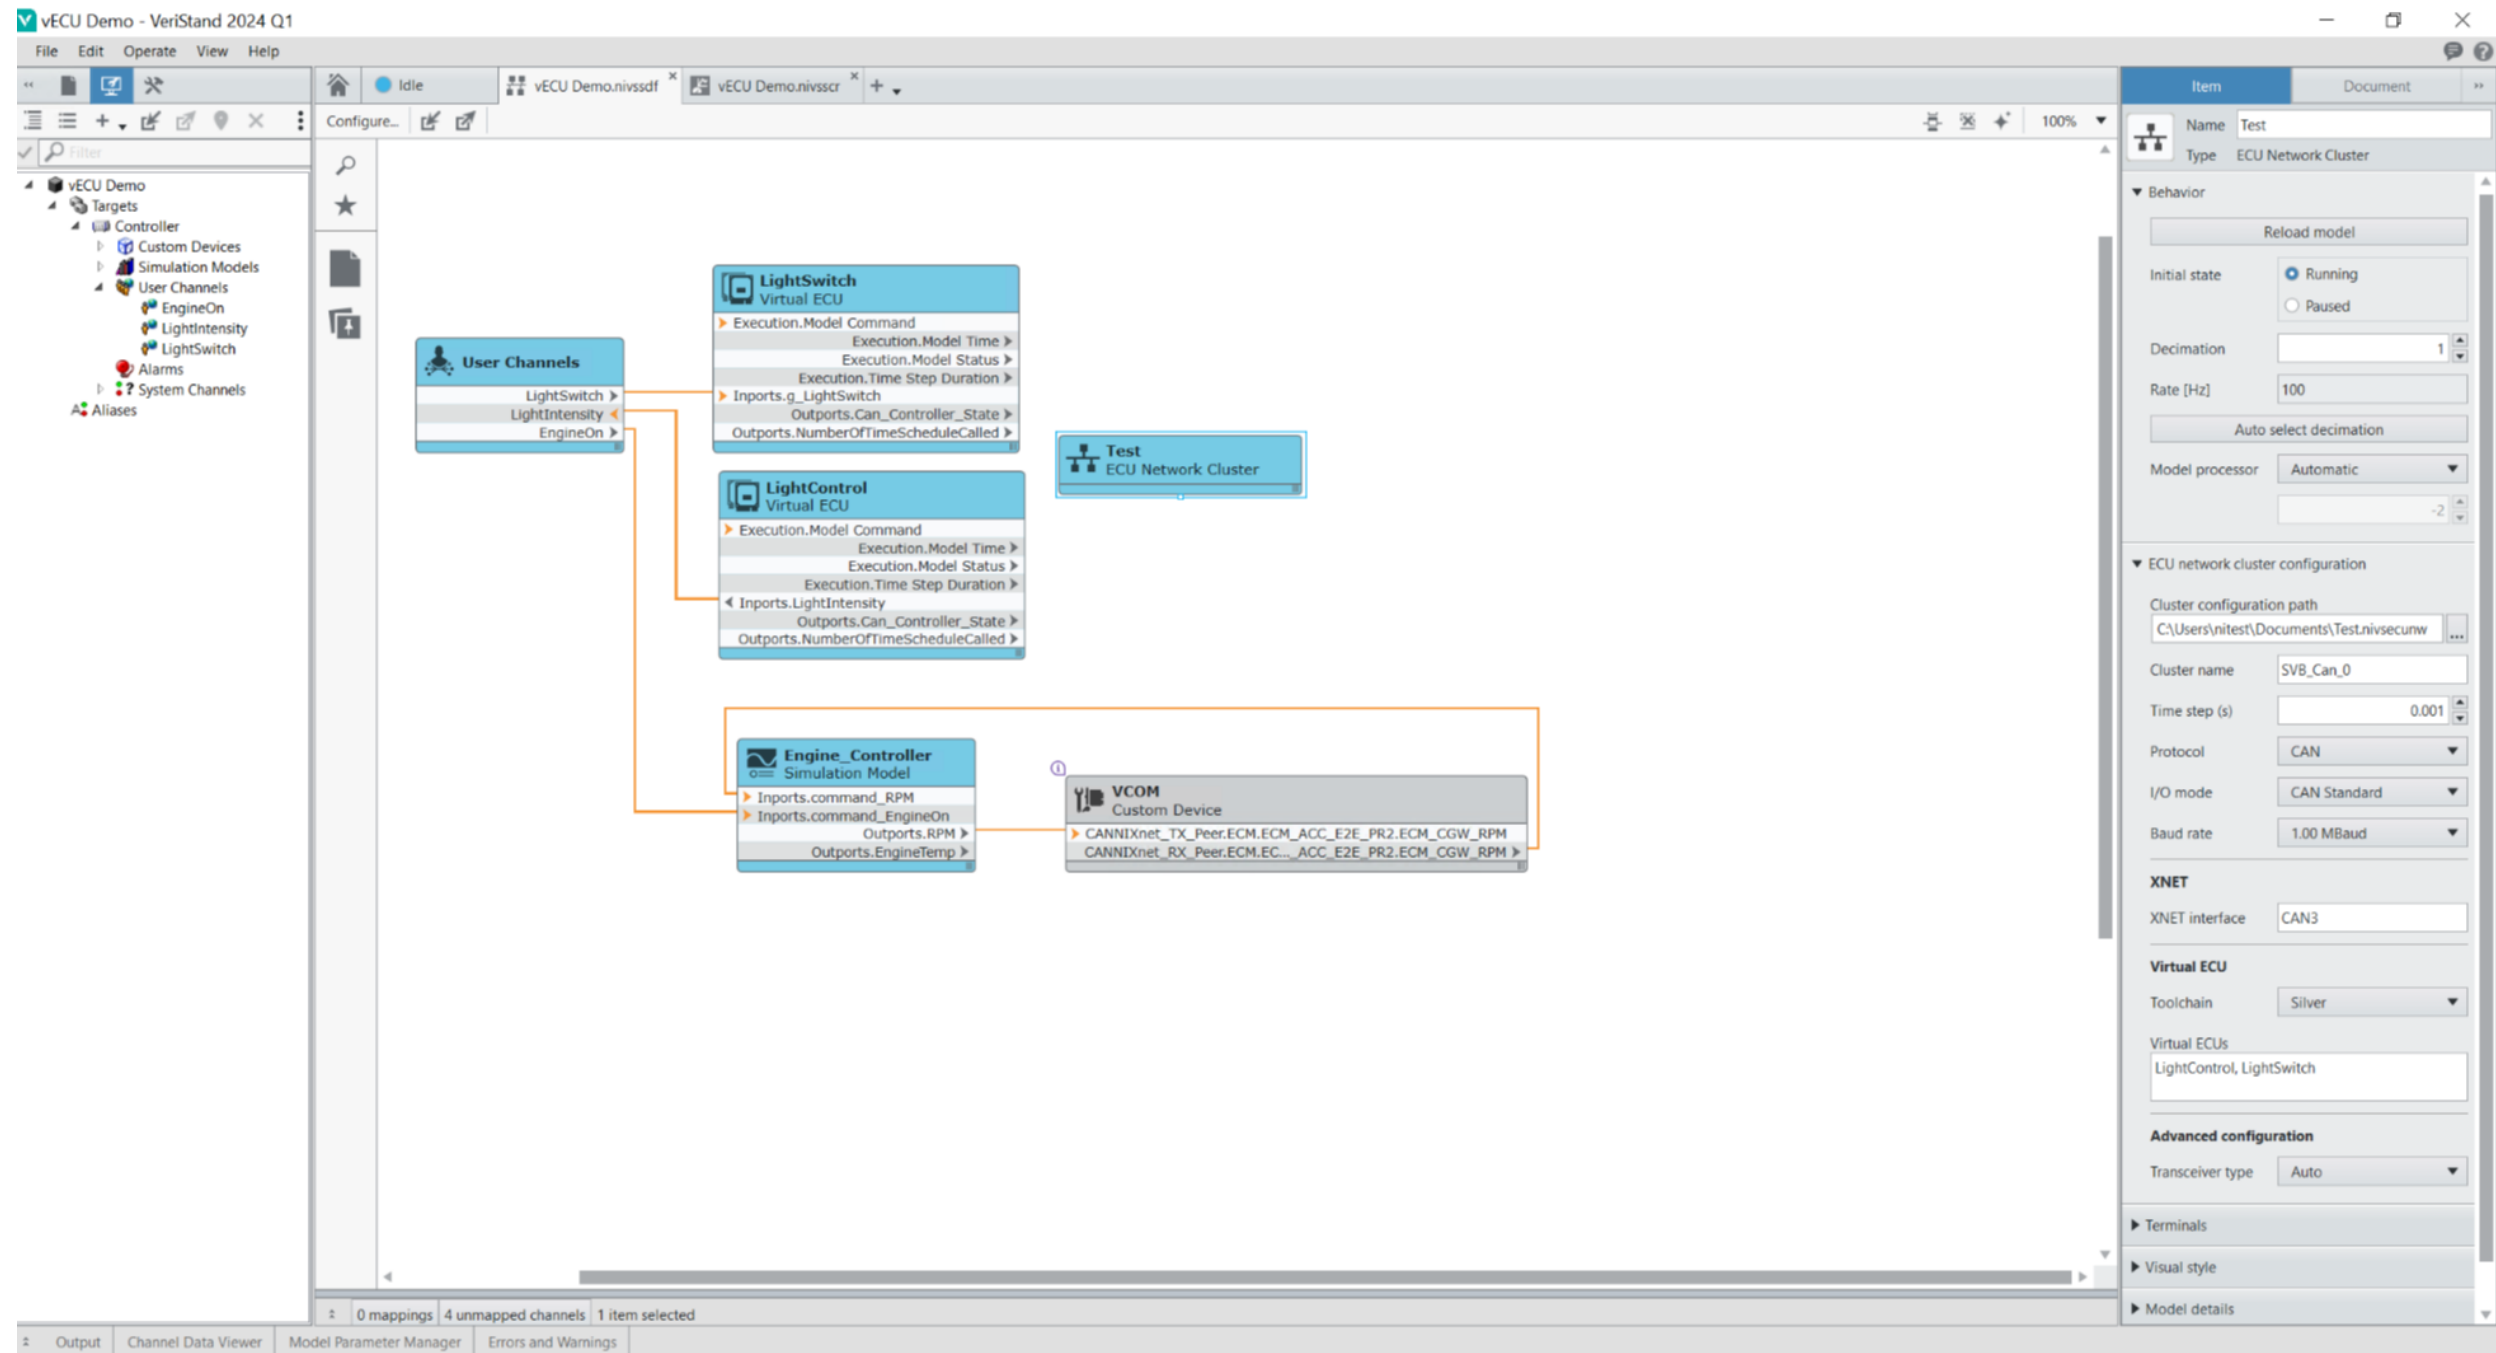 vECU Demo - VeriStand 2024 Q1
File Edit Operate View Help
Idle
vECU Demo.nivssdf
vECU Demo.nivsscr
Item Document
Configure...
100%
Name Test
Type ECU Network Cluster
Filter
vECU Demo
Targets
Controller
Custom Devices
Simulation Models
User Channels
EngineOn
LightIntensity
LightSwitch
Alarms
System Channels
Aliases
User Channels
LightSwitch
LightIntensity
EngineOn
LightSwitch
Virtual ECU
Execution.Model Command
Execution.Model Time
Execution.Model Status
Execution.Time Step Duration
Inports.g_LightSwitch
Outports.Can_Controller_State
Outports.NumberOfTimeScheduleCalled
Test
ECU Network Cluster
LightControl
Virtual ECU
Execution.Model Command
Execution.Model Time
Execution.Model Status
Execution.Time Step Duration
Inports.LightIntensity
Outports.Can_Controller_State
Outports.NumberOfTimeScheduleCalled
Engine_Controller
Simulation Model
Inports.command_RPM
Inports.command_EngineOn
Outports.RPM
Outports.EngineTemp
VCOM
Custom Device
CANNIXnet_TX_Peer.ECM.ECM_ACC_E2E_PR2.ECM_CGW_RPM
CANNIXnet_RX_Peer.ECM.EC..._ACC_E2E_PR2.ECM_CGW_RPM
Behavior
Reload model
Initial state Running
Paused
Decimation 1
Rate [Hz] 100
Auto select decimation
Model processor Automatic
-2
ECU network cluster configuration
Cluster configuration path
C:\Users\nitest\Documents\Test.nivsecunw ...
Cluster name SVB_Can_0
Time step (s) 0.001
Protocol CAN
I/O mode CAN Standard
Baud rate 1.00 MBaud
XNET
XNET interface CAN3
Virtual ECU
Toolchain Silver
Virtual ECUs
LightControl, LightSwitch
Advanced configuration
Transceiver type Auto
Terminals
Visual style
Model details
0 mappings 4 unmapped channels 1 item selected
Output Channel Data Viewer Model Parameter Manager Errors and Warnings